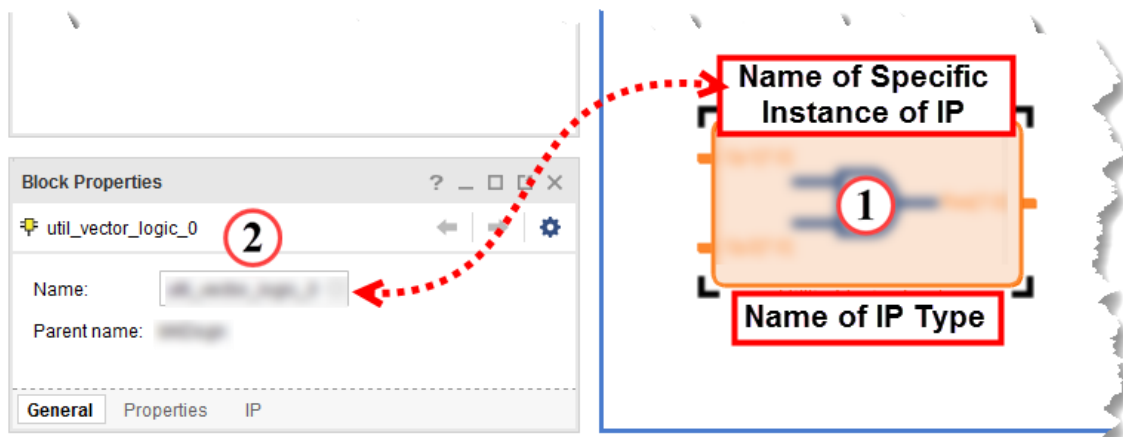 Block Properties
? _
util_vector_logic_0
2
Name:
Parent name:
General Properties IP
Name of Specific
Instance of IP
1
Name of IP Type